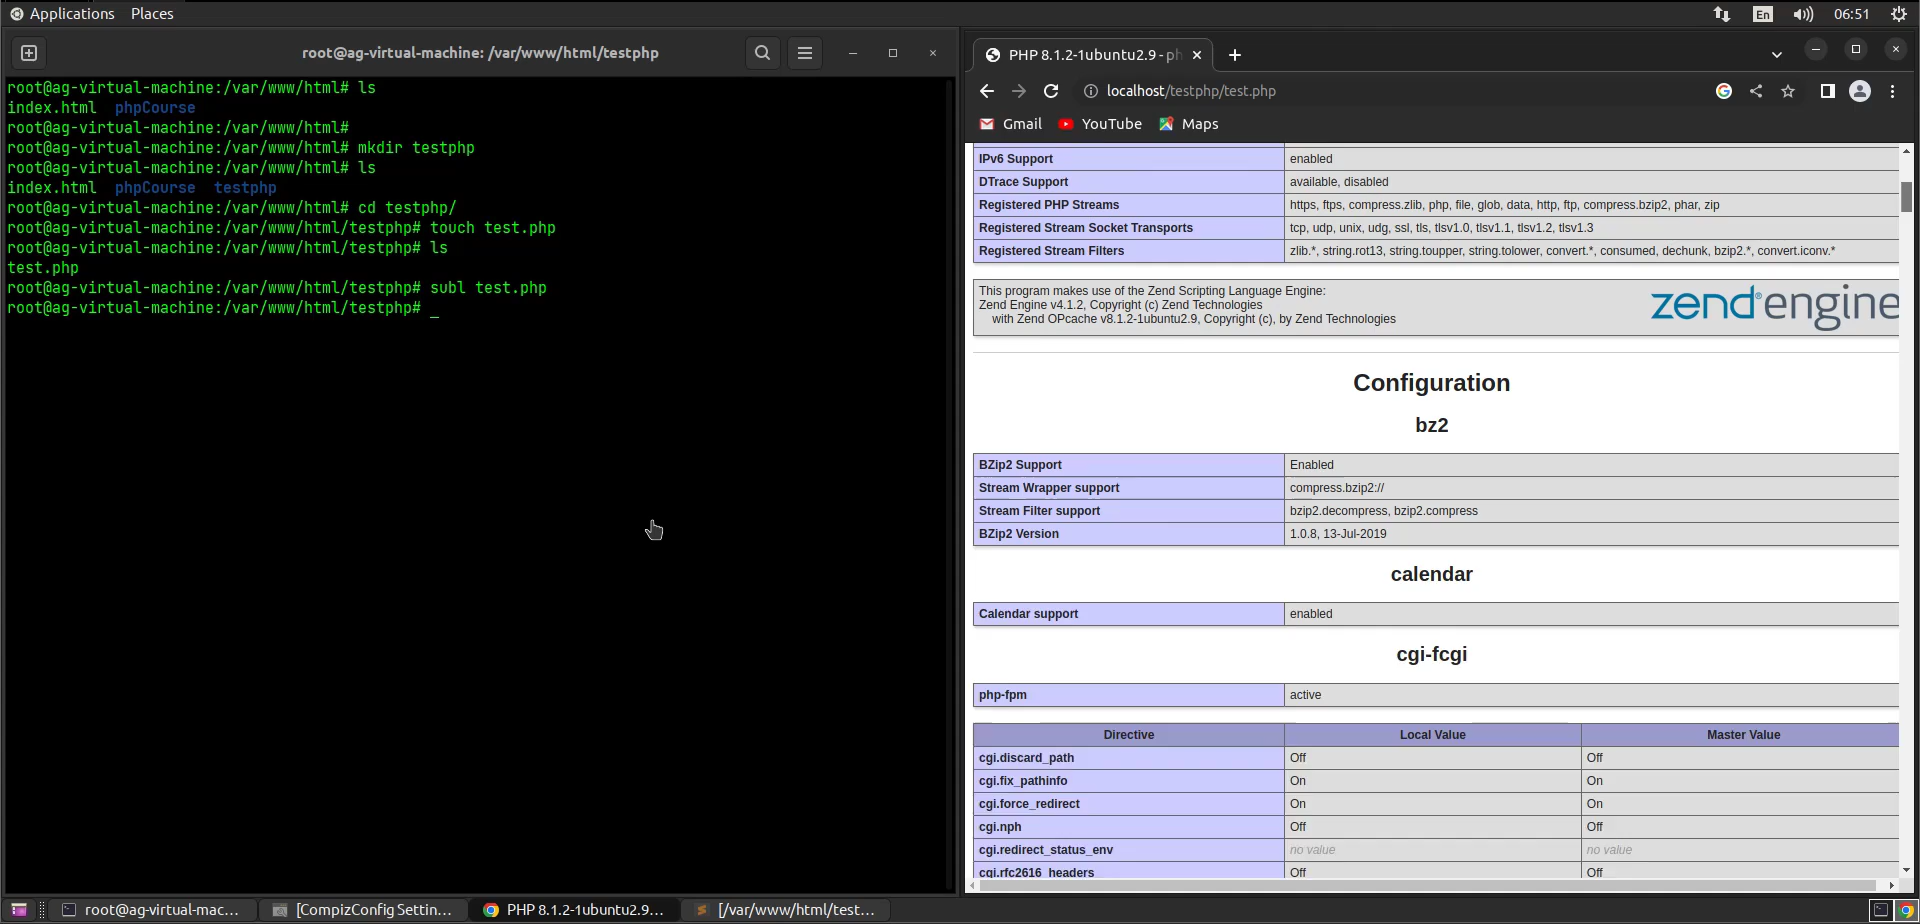 Applications Places
En 06:51
root@ag-virtual-machine: /var/www/html/testphp
root@ag-virtual-machine:/var/www/html# ls
index.html phpCourse
root@ag-virtual-machine:/var/www/html#
root@ag-virtual-machine:/var/www/html# mkdir testphp
root@ag-virtual-machine:/var/www/html# ls
index.html phpCourse testphp
root@ag-virtual-machine:/var/www/html# cd testphp/
root@ag-virtual-machine:/var/www/html/testphp# touch test.php
root@ag-virtual-machine:/var/www/html/testphp# ls
test.php
root@ag-virtual-machine:/var/www/html/testphp# subl test.php
root@ag-virtual-machine:/var/www/html/testphp# _
PHP 8.1.2-1ubuntu2.9 - ph
localhost/testphp/test.php
Gmail YouTube Maps
IPv6 Support enabled
DTrace Support available, disabled
Registered PHP Streams https, ftps, compress.zlib, php, file, glob, data, http, ftp, compress.bzip2, phar, zip
Registered Stream Socket Transports tcp, udp, unix, udg, ssl, tls, tlsv1.0, tlsv1.1, tlsv1.2, tlsv1.3
Registered Stream Filters zlib.*, string.rot13, string.toupper, string.tolower, convert.*, consumed, dechunk, bzip2.*, convert.iconv.*
This program makes use of the Zend Scripting Language Engine:
Zend Engine v4.1.2, Copyright (c) Zend Technologies
with Zend OPcache v8.1.2-1ubuntu2.9, Copyright (c), by Zend Technologies
zend®engine
Configuration
bz2
BZip2 Support Enabled
Stream Wrapper support compress.bzip2://
Stream Filter support bzip2.decompress, bzip2.compress
BZip2 Version 1.0.8, 13-Jul-2019
calendar
Calendar support enabled
cgi-fcgi
php-fpm active
Directive Local Value Master Value
cgi.discard_path Off Off
cgi.fix_pathinfo On On
cgi.force_redirect On On
cgi.nph Off Off
cgi.redirect_status_env no value no value
cgi.rfc2616_headers Off Off
root@ag-virtual-mac... [CompizConfig Settin... PHP 8.1.2-1ubuntu2.9... [/var/www/html/test...